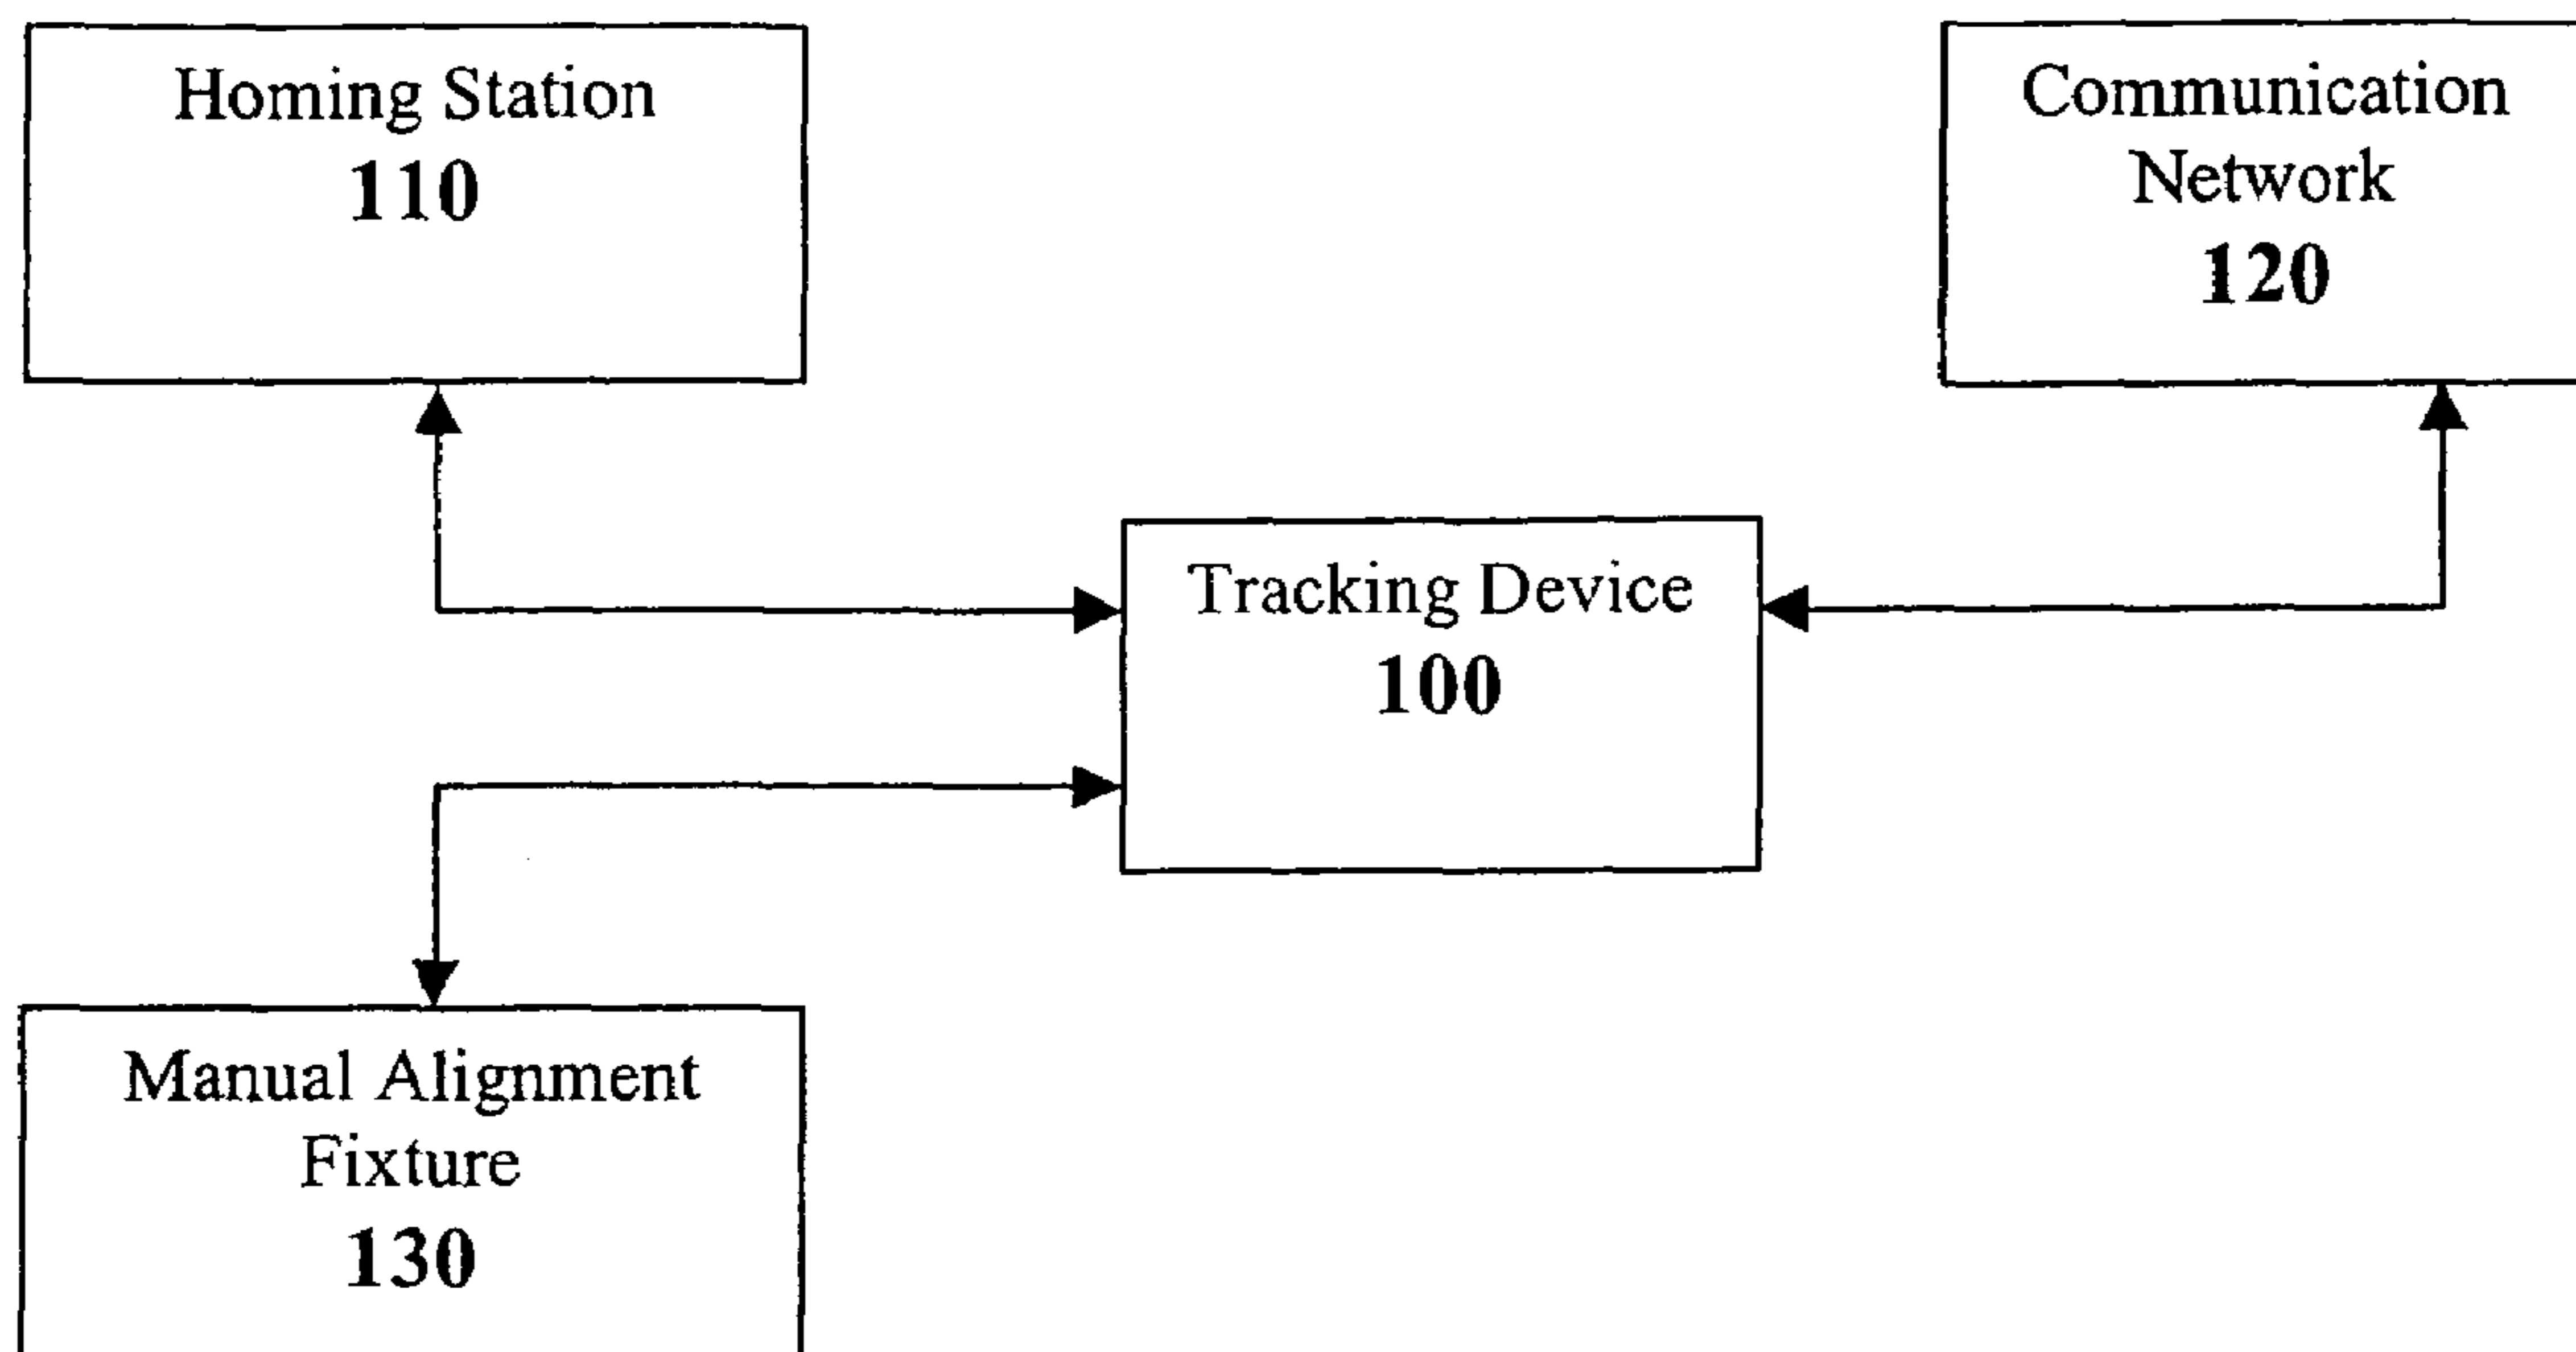 Homing Station
110
Communication
Network
120
Tracking Device
100
Manual Alignment
Fixture
130